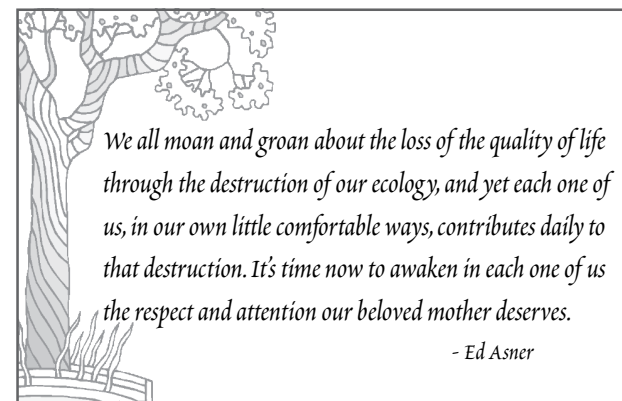 We all moan and groan about the loss of the quality of life
through the destruction of our ecology, and yet each one of
us, in our own little comfortable ways, contributes daily to
that destruction. It's time now to awaken in each one of us
the respect and attention our beloved mother deserves.
- Ed Asner